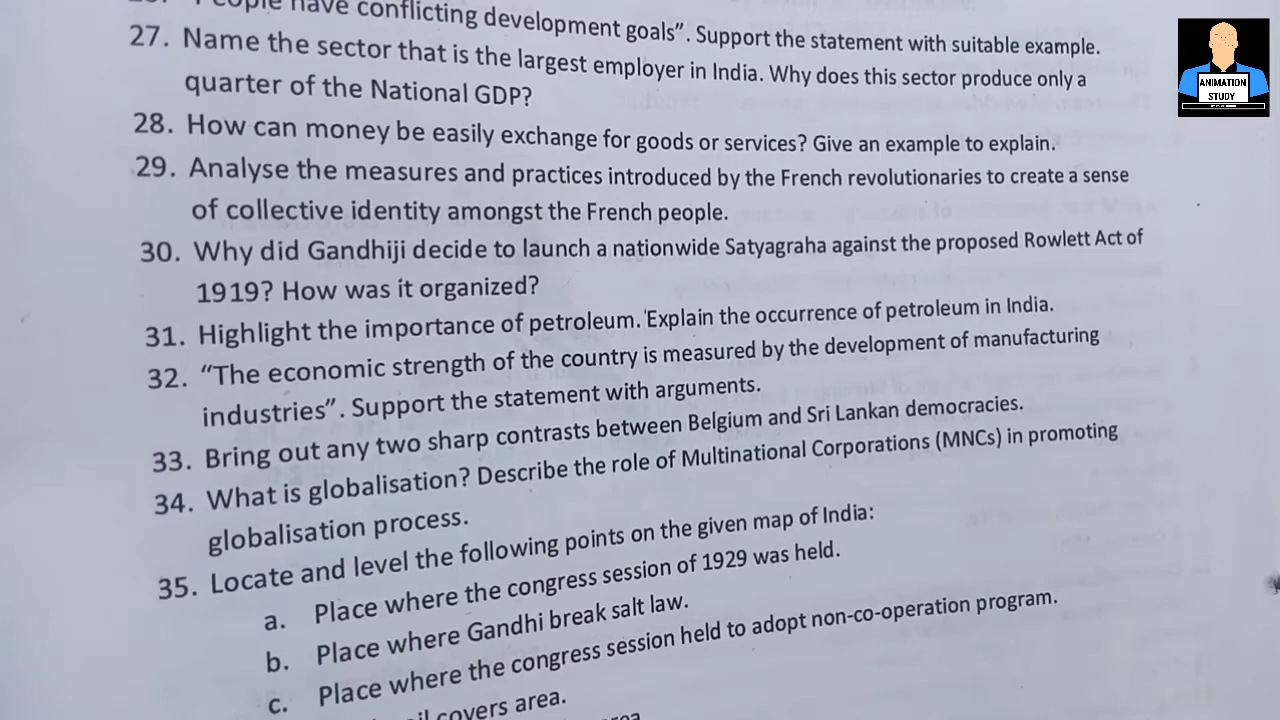 People have conflicting development goals”. Support the statement with suitable example.
27. Name the sector that is the largest employer in India. Why does this sector produce only a
quarter of the National GDP?
28. How can money be easily exchange for goods or services? Give an example to explain.
29. Analyse the measures and practices introduced by the French revolutionaries to create a sense
of collective identity amongst the French people.
30. Why did Gandhiji decide to launch a nationwide Satyagraha against the proposed Rowlett Act of
1919? How was it organized?
31. Highlight the importance of petroleum. Explain the occurrence of petroleum in India.
32. “The economic strength of the country is measured by the development of manufacturing
industries”. Support the statement with arguments.
33. Bring out any two sharp contrasts between Belgium and Sri Lankan democracies.
34. What is globalisation? Describe the role of Multinational Corporations (MNCs) in promoting
globalisation process.
35. Locate and level the following points on the given map of India:
a. Place where the congress session of 1929 was held.
b. Place where Gandhi break salt law.
c. Place where the congress session held to adopt non-co-operation program.
covers area.
ANIMATION
STUDY